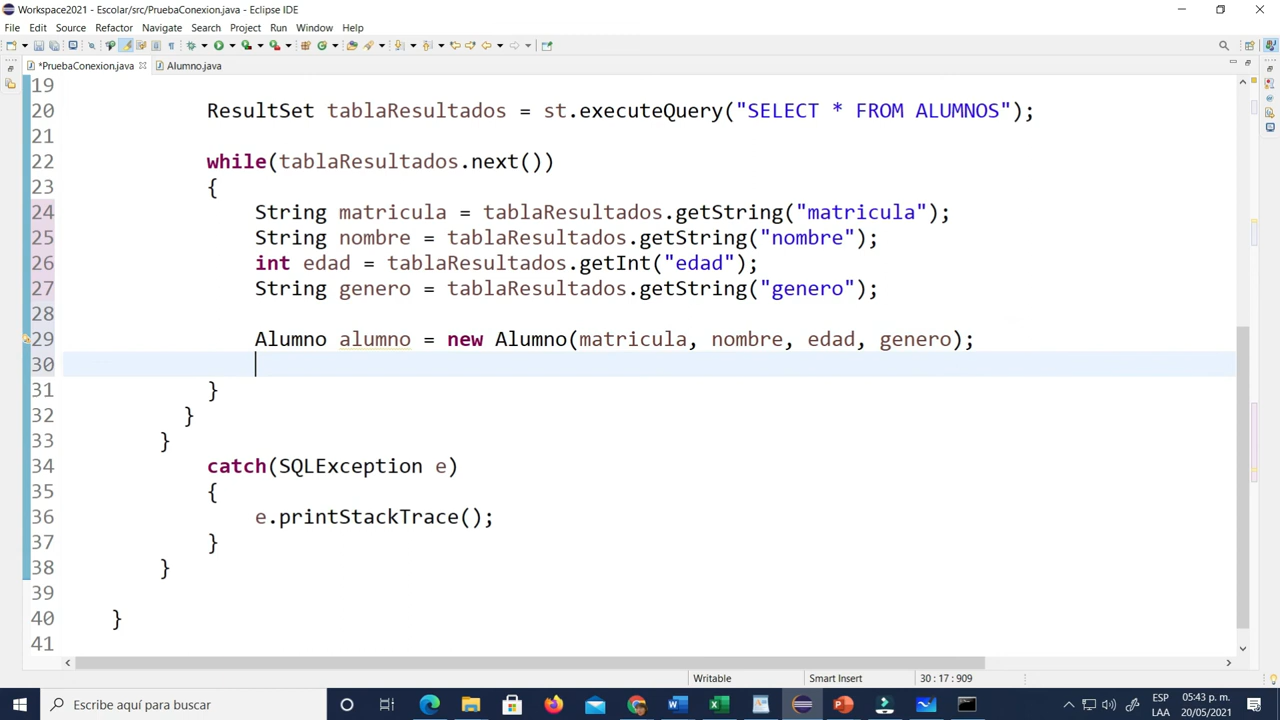 Workspace2021 - Escolar/src/PruebaConexion.java - Eclipse IDE
File Edit Source Refactor Navigate Search Project Run Window Help
*PruebaConexion.java Alumno.java
19
20 ResultSet tablaResultados = st.executeQuery("SELECT * FROM ALUMNOS");
21
22 while(tablaResultados.next())
23 {
24 String matricula = tablaResultados.getString("matricula");
25 String nombre = tablaResultados.getString("nombre");
26 int edad = tablaResultados.getInt("edad");
27 String genero = tablaResultados.getString("genero");
28
29 Alumno alumno = new Alumno(matricula, nombre, edad, genero);
30
31 }
32 }
33 }
34 catch(SQLException e)
35 {
36 e.printStackTrace();
37 }
38 }
39
40 }
41
Writable Smart Insert 30 : 17 : 909
Escribe aquí para buscar ESP 05:43 p. m.
LAA 20/05/2021